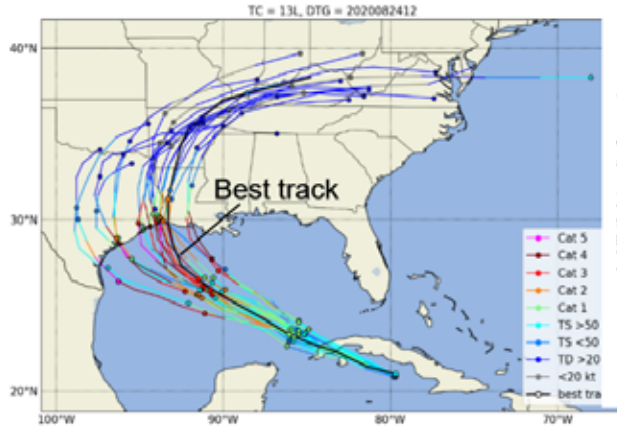 TC = 13L, DTG = 2020082412
40°N
Best track
30°N
Cat 5
Cat 4
Cat 3
Cat 2
Cat 1
TS >50
TS <50
TD >20
<20 kt
best tra
20°N
100°W
90°W
80°W
70°W